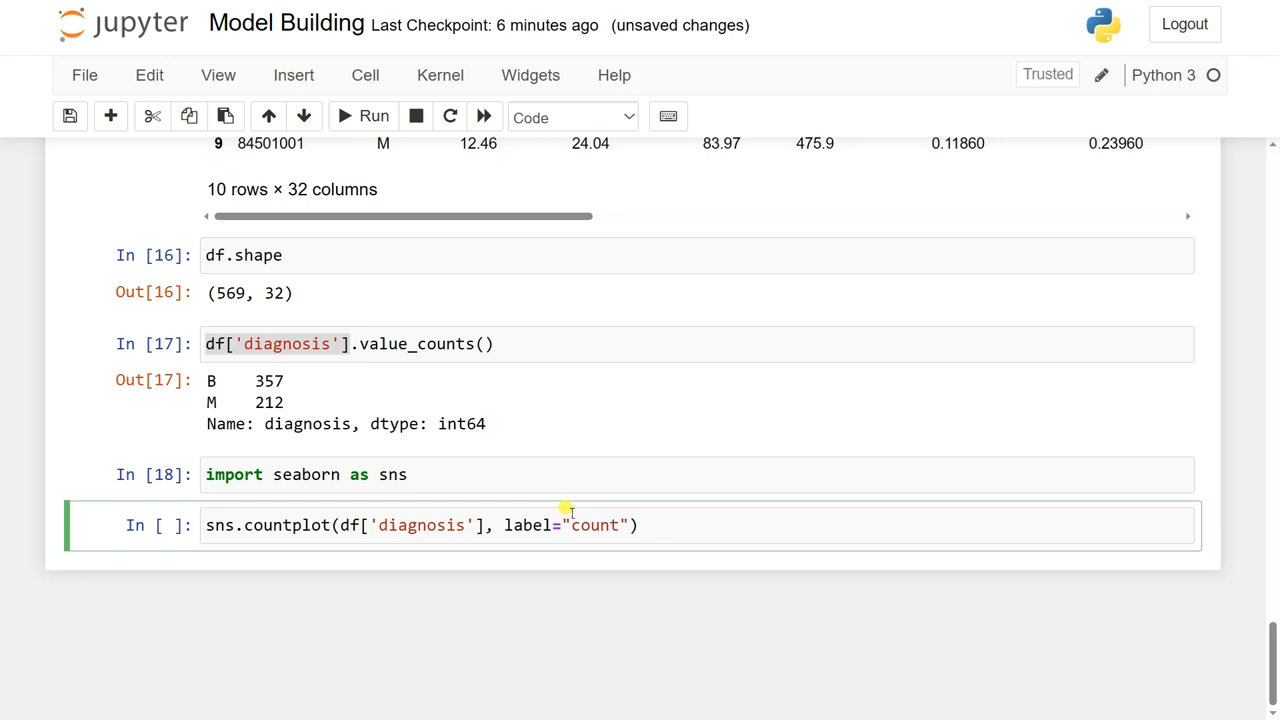 jupyter Model Building Last Checkpoint: 6 minutes ago (unsaved changes) Logout
File Edit View Insert Cell Kernel Widgets Help Trusted Python 3
Run Code
9 84501001 M 12.46 24.04 83.97 475.9 0.11860 0.23960
10 rows × 32 columns
In [16]: df.shape
Out[16]: (569, 32)
In [17]: df['diagnosis'].value_counts()
Out[17]: B 357
M 212
Name: diagnosis, dtype: int64
In [18]: import seaborn as sns
In [ ]: sns.countplot(df['diagnosis'], label="count")